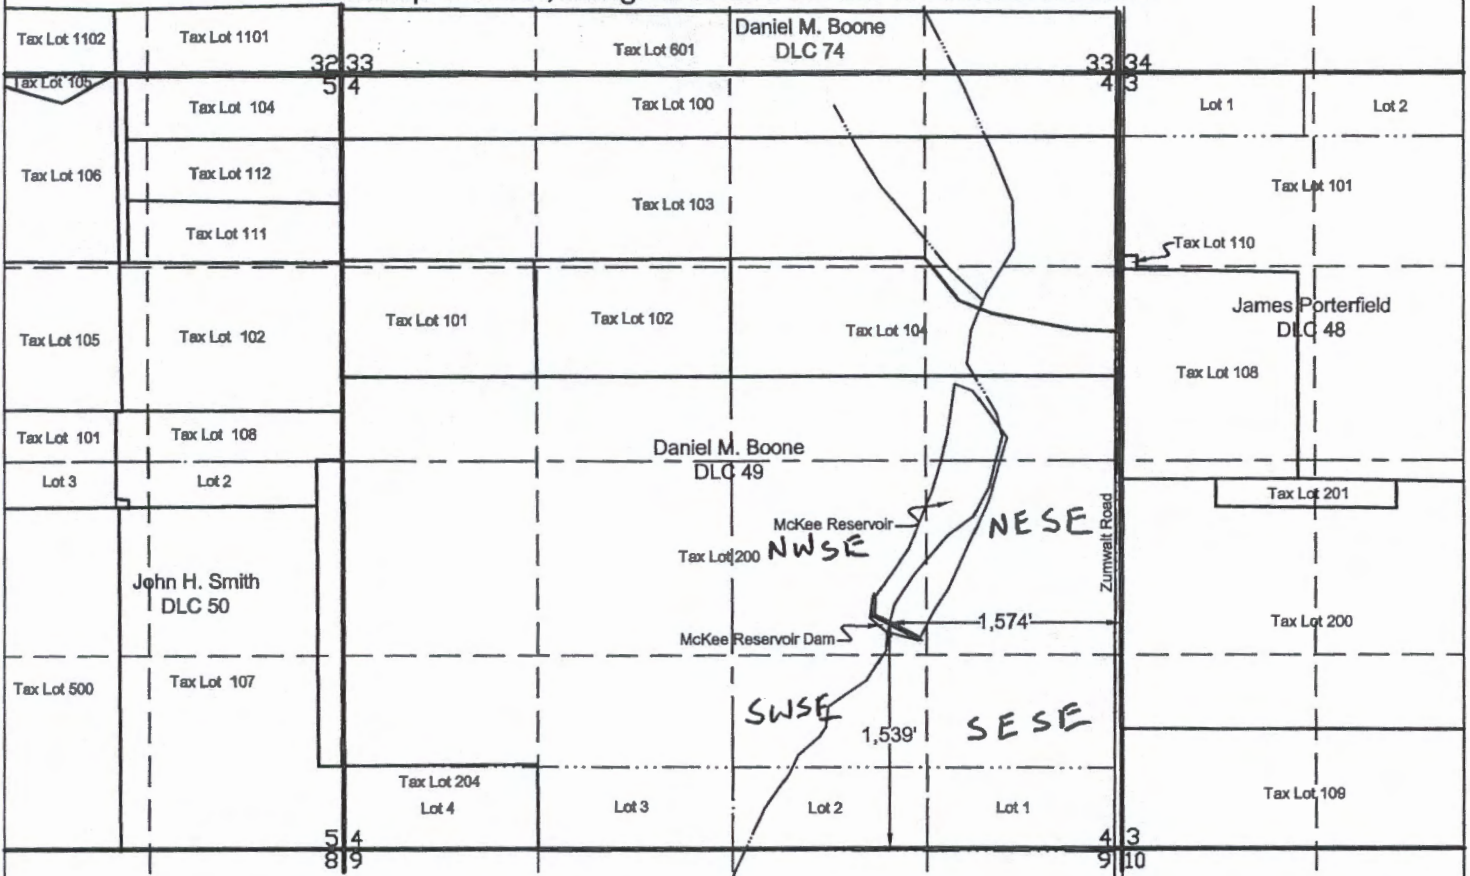 Tax Lot 1102
Tax Lot 1101
Tax Lot 601
Daniel M. Boone
DLC 74
32 33
5 4
33 34
4 3
Tax Lot 105
Tax Lot 104
Tax Lot 100
Lot 1
Lot 2
Tax Lot 106
Tax Lot 112
Tax Lot 103
Tax Lot 101
Tax Lot 111
Tax Lot 110
Tax Lot 105
Tax Lot 102
Tax Lot 101
Tax Lot 102
Tax Lot 104
James Porterfield
DLC 48
Tax Lot 108
Tax Lot 101
Tax Lot 108
Daniel M. Boone
DLC 49
Lot 3
Lot 2
Tax Lot 201
McKee Reservoir
NESE
Zumwalt Road
Tax Lot 200
NWSE
John H. Smith
DLC 50
1,574'
Tax Lot 200
McKee Reservoir Dam
Tax Lot 500
Tax Lot 107
SWSE
1,539'
SESE
Tax Lot 204
Lot 4
Lot 3
Lot 2
Lot 1
Tax Lot 109
5 4
8 9
4 3
9 10